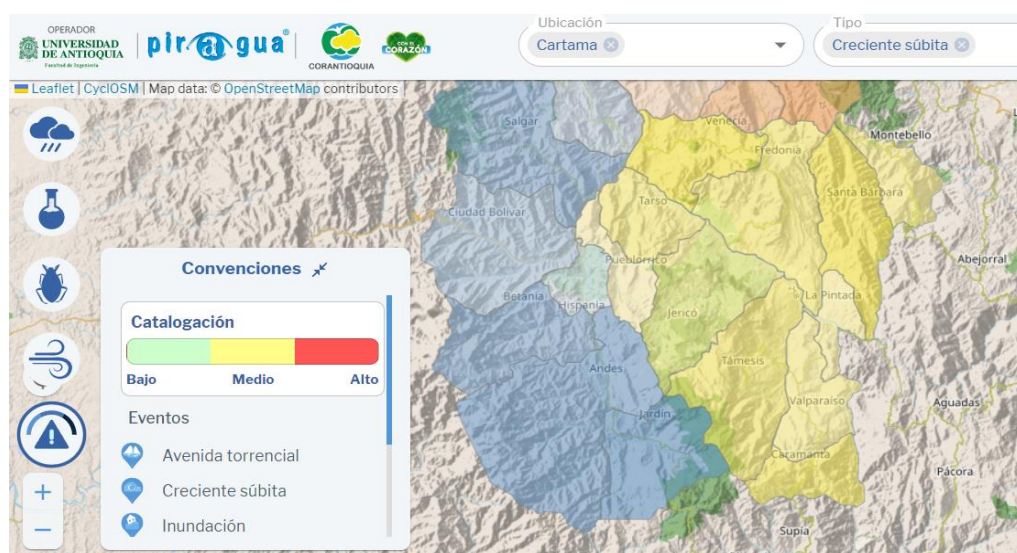 OPERADOR
UNIVERSIDAD
DE ANTIOQUIA
Facultad de Ingeniería
piragua
CORANTIOQUIA
CON EL
CORAZÓN
Ubicación
Cartama
Tipo
Creciente súbita
Leaflet | CyclOSM | Map data: © OpenStreetMap contributors
Salgar
Venecia
Montebello
Fredonia
Santa Bárbara
Tarso
Ciudad Bolívar
Pueblorrico
Abejorral
Betania
Hispania
La Pintada
Jericó
Támesis
Andes
Valparaíso
Aguadas
Jardín
Caramanta
Pácora
Supía
Convenciones
Catalogación
Bajo Medio Alto
Eventos
Avenida torrencial
Creciente súbita
Inundación
+
−